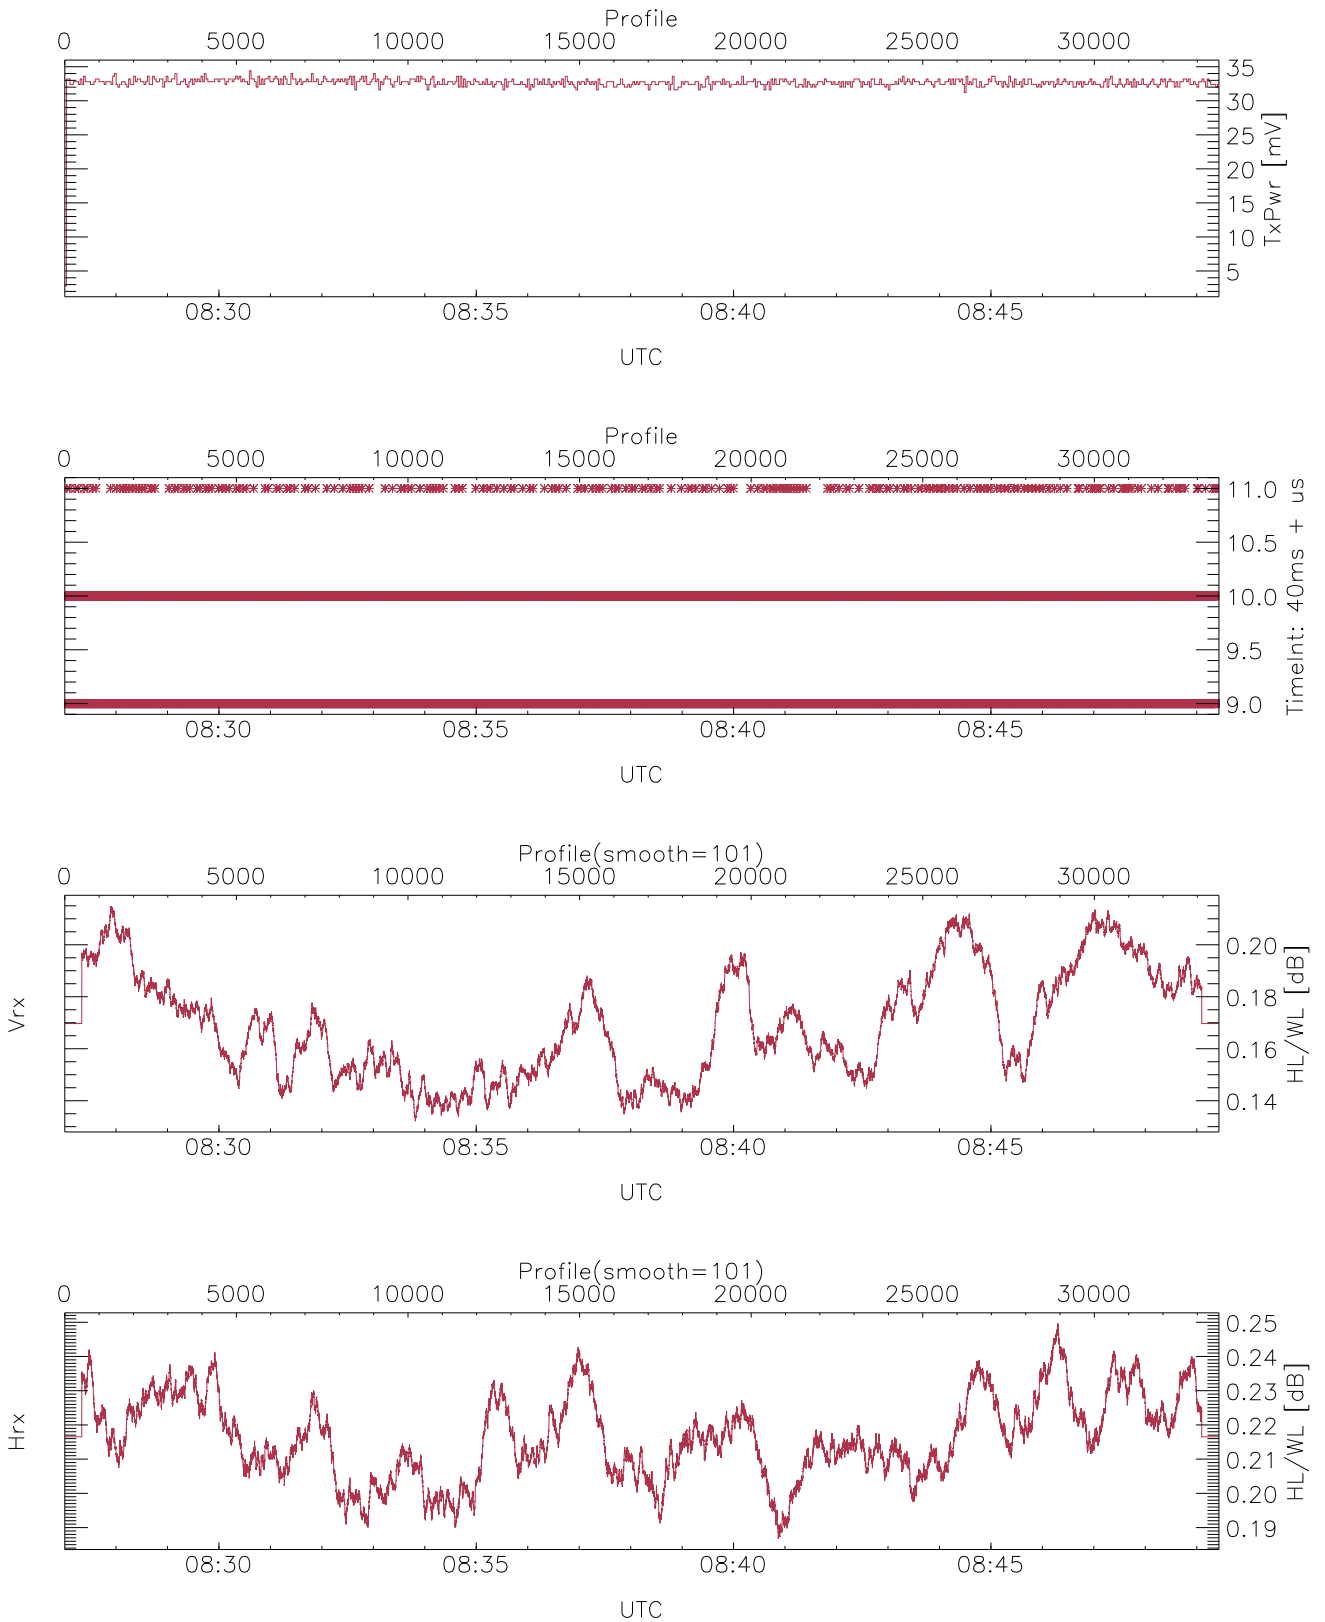 Profile
0 5000 10000 15000 20000 25000 30000
35
30
25
20
15
10
5
TxPwr [mV]
08:30 08:35 08:40 08:45
UTC
Profile
0 5000 10000 15000 20000 25000 30000
11.0
10.5
10.0
9.5
9.0
TimeInt: 40ms + us
08:30 08:35 08:40 08:45
UTC
Profile(smooth=101)
0 5000 10000 15000 20000 25000 30000
Vrx
0.20
0.18
0.16
0.14
HL/WL [dB]
08:30 08:35 08:40 08:45
UTC
Profile(smooth=101)
0 5000 10000 15000 20000 25000 30000
Hrx
0.25
0.24
0.23
0.22
0.21
0.20
0.19
HL/WL [dB]
08:30 08:35 08:40 08:45
UTC